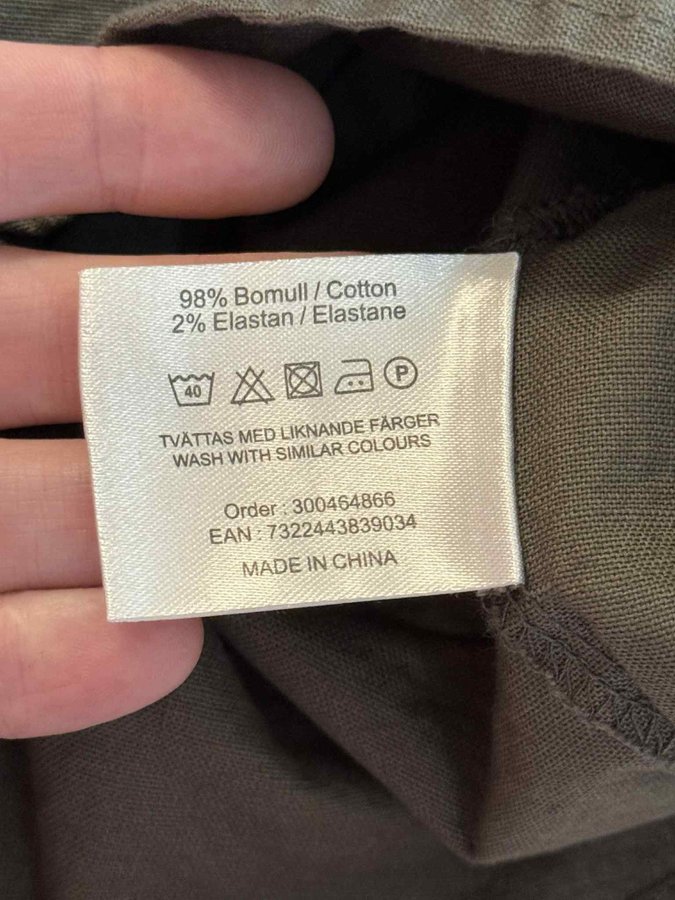 98% Bomull / Cotton
2% Elastan / Elastane
40 P
TVÄTTAS MED LIKNANDE FÄRGER
WASH WITH SIMILAR COLOURS
Order : 300464866
EAN : 7322443839034
MADE IN CHINA